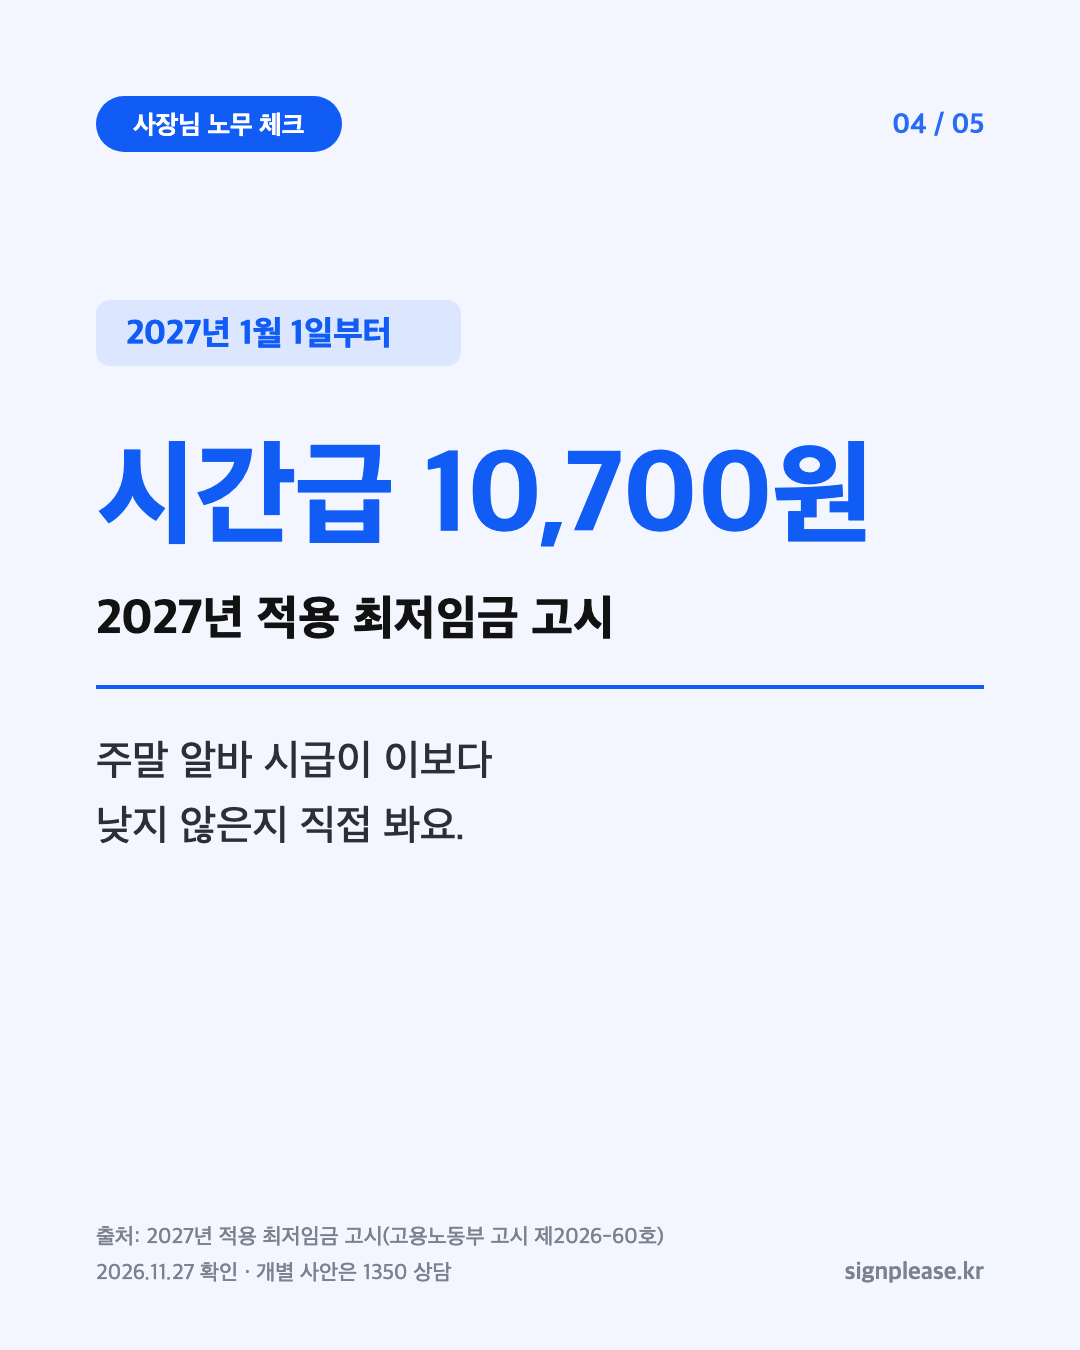 사장님 노무 체크
04 / 05
2027년 1월 1일부터
시간급 10,700원
2027년 적용 최저임금 고시
주말 알바 시급이 이보다
낮지 않은지 직접 봐요.
출처: 2027년 적용 최저임금 고시(고용노동부 고시 제2026-60호)
2026.11.27 확인 · 개별 사안은 1350 상담
signplease.kr